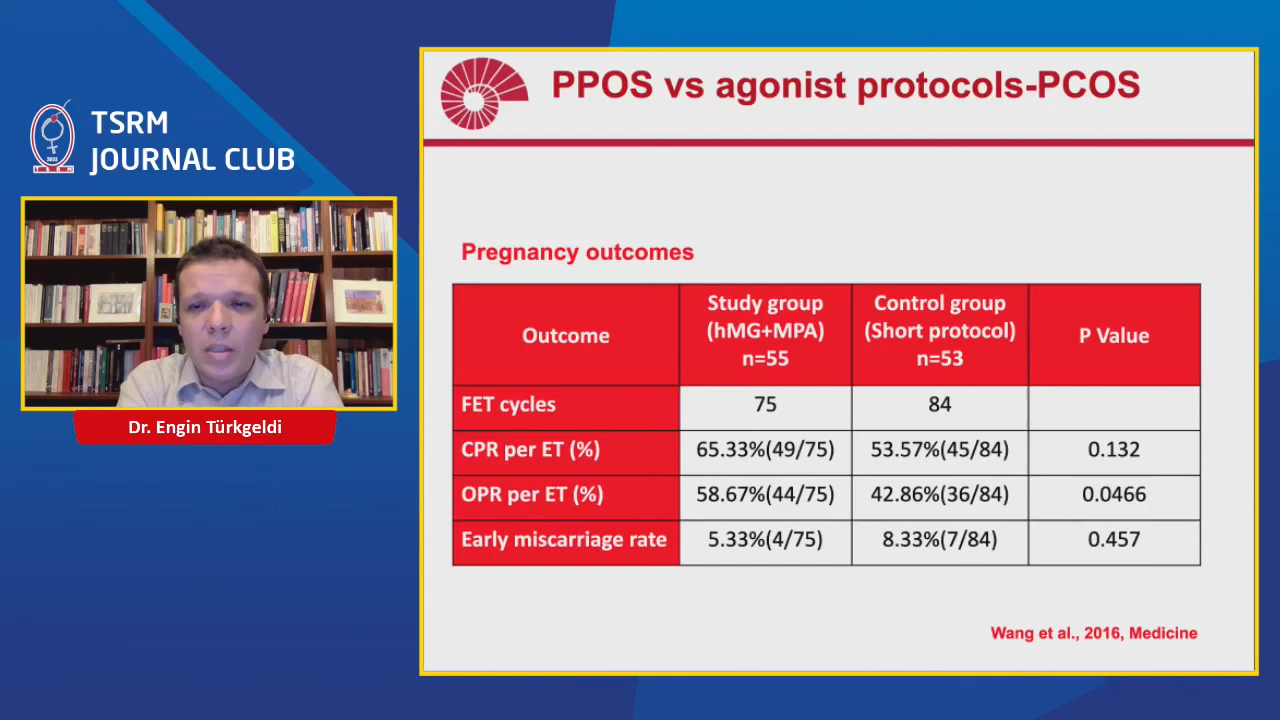 TSRM
JOURNAL CLUB
2003
TSRM
Dr. Engin Türkgeldi
PPOS vs agonist protocols-PCOS
Pregnancy outcomes
Outcome
Study group
(hMG+MPA)
n=55
Control group
(Short protocol)
n=53
P Value
FET cycles
75
84
CPR per ET (%)
65.33%(49/75)
53.57%(45/84)
0.132
OPR per ET (%)
58.67%(44/75)
42.86%(36/84)
0.0466
Early miscarriage rate
5.33%(4/75)
8.33%(7/84)
0.457
Wang et al., 2016, Medicine